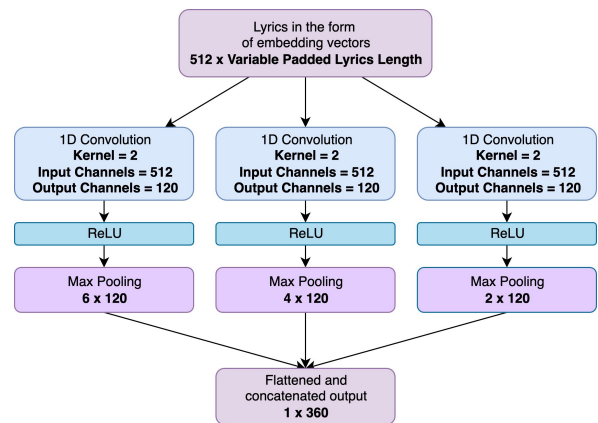 Lyrics in the form
of embedding vectors
512 x Variable Padded Lyrics Length
1D Convolution
Kernel = 2
Input Channels = 512
Output Channels = 120
1D Convolution
Kernel = 2
Input Channels = 512
Output Channels = 120
1D Convolution
Kernel = 2
Input Channels = 512
Output Channels = 120
ReLU
ReLU
ReLU
Max Pooling
6 x 120
Max Pooling
4 x 120
Max Pooling
2 x 120
Flattened and
concatenated output
1 x 360